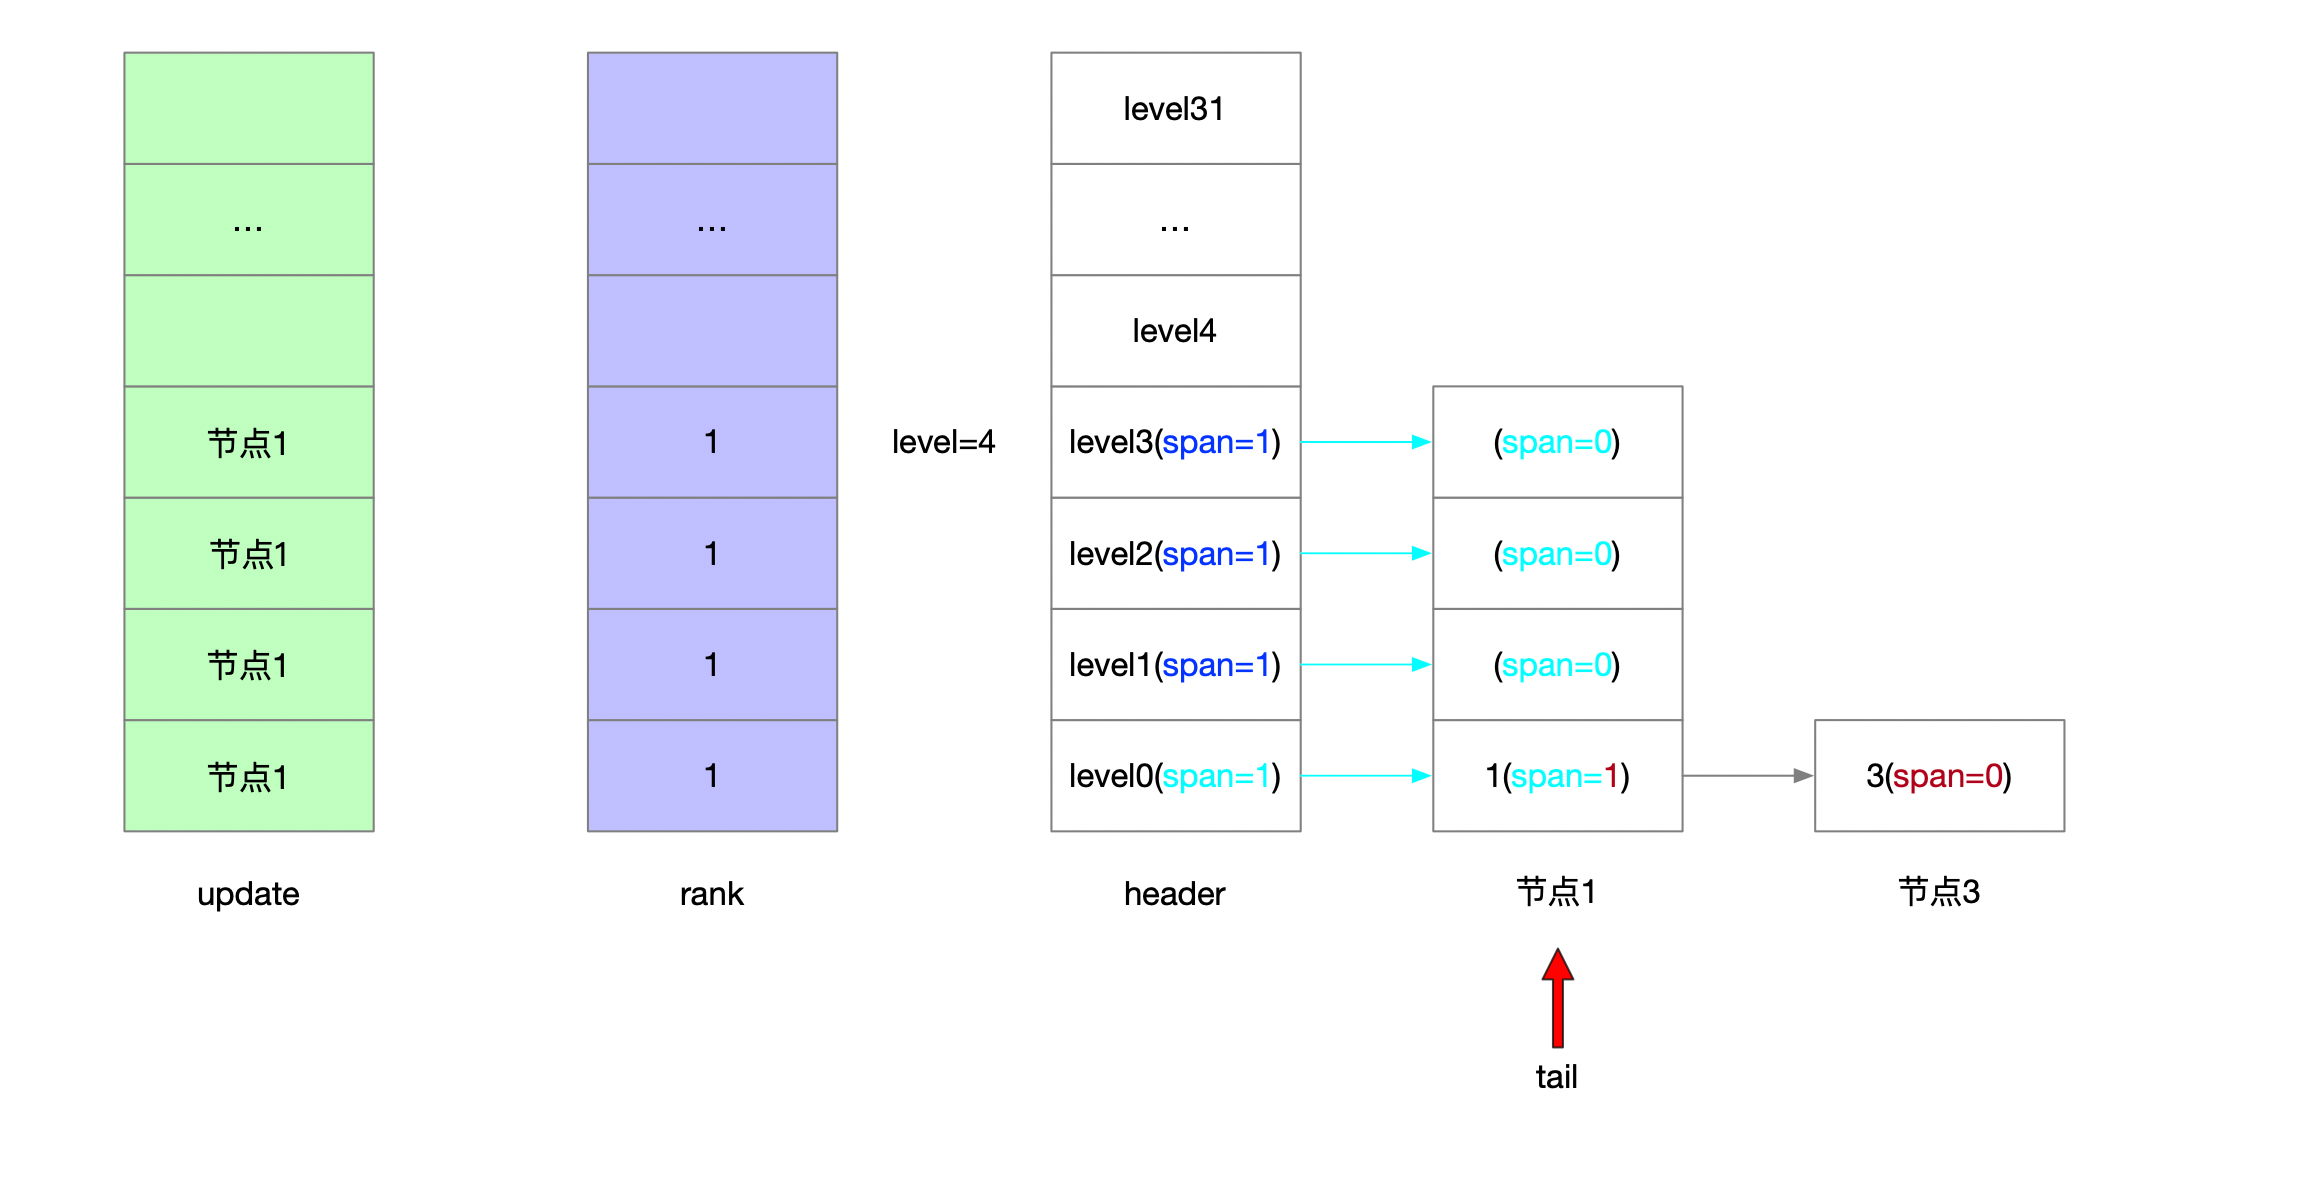 level31
... ... ...
level4
节点1 1 level=4 level3(span=1) (span=0)
节点1 1 level2(span=1) (span=0)
节点1 1 level1(span=1) (span=0)
节点1 1 level0(span=1) 1(span=1) 3(span=0)
update rank header 节点1 节点3
tail